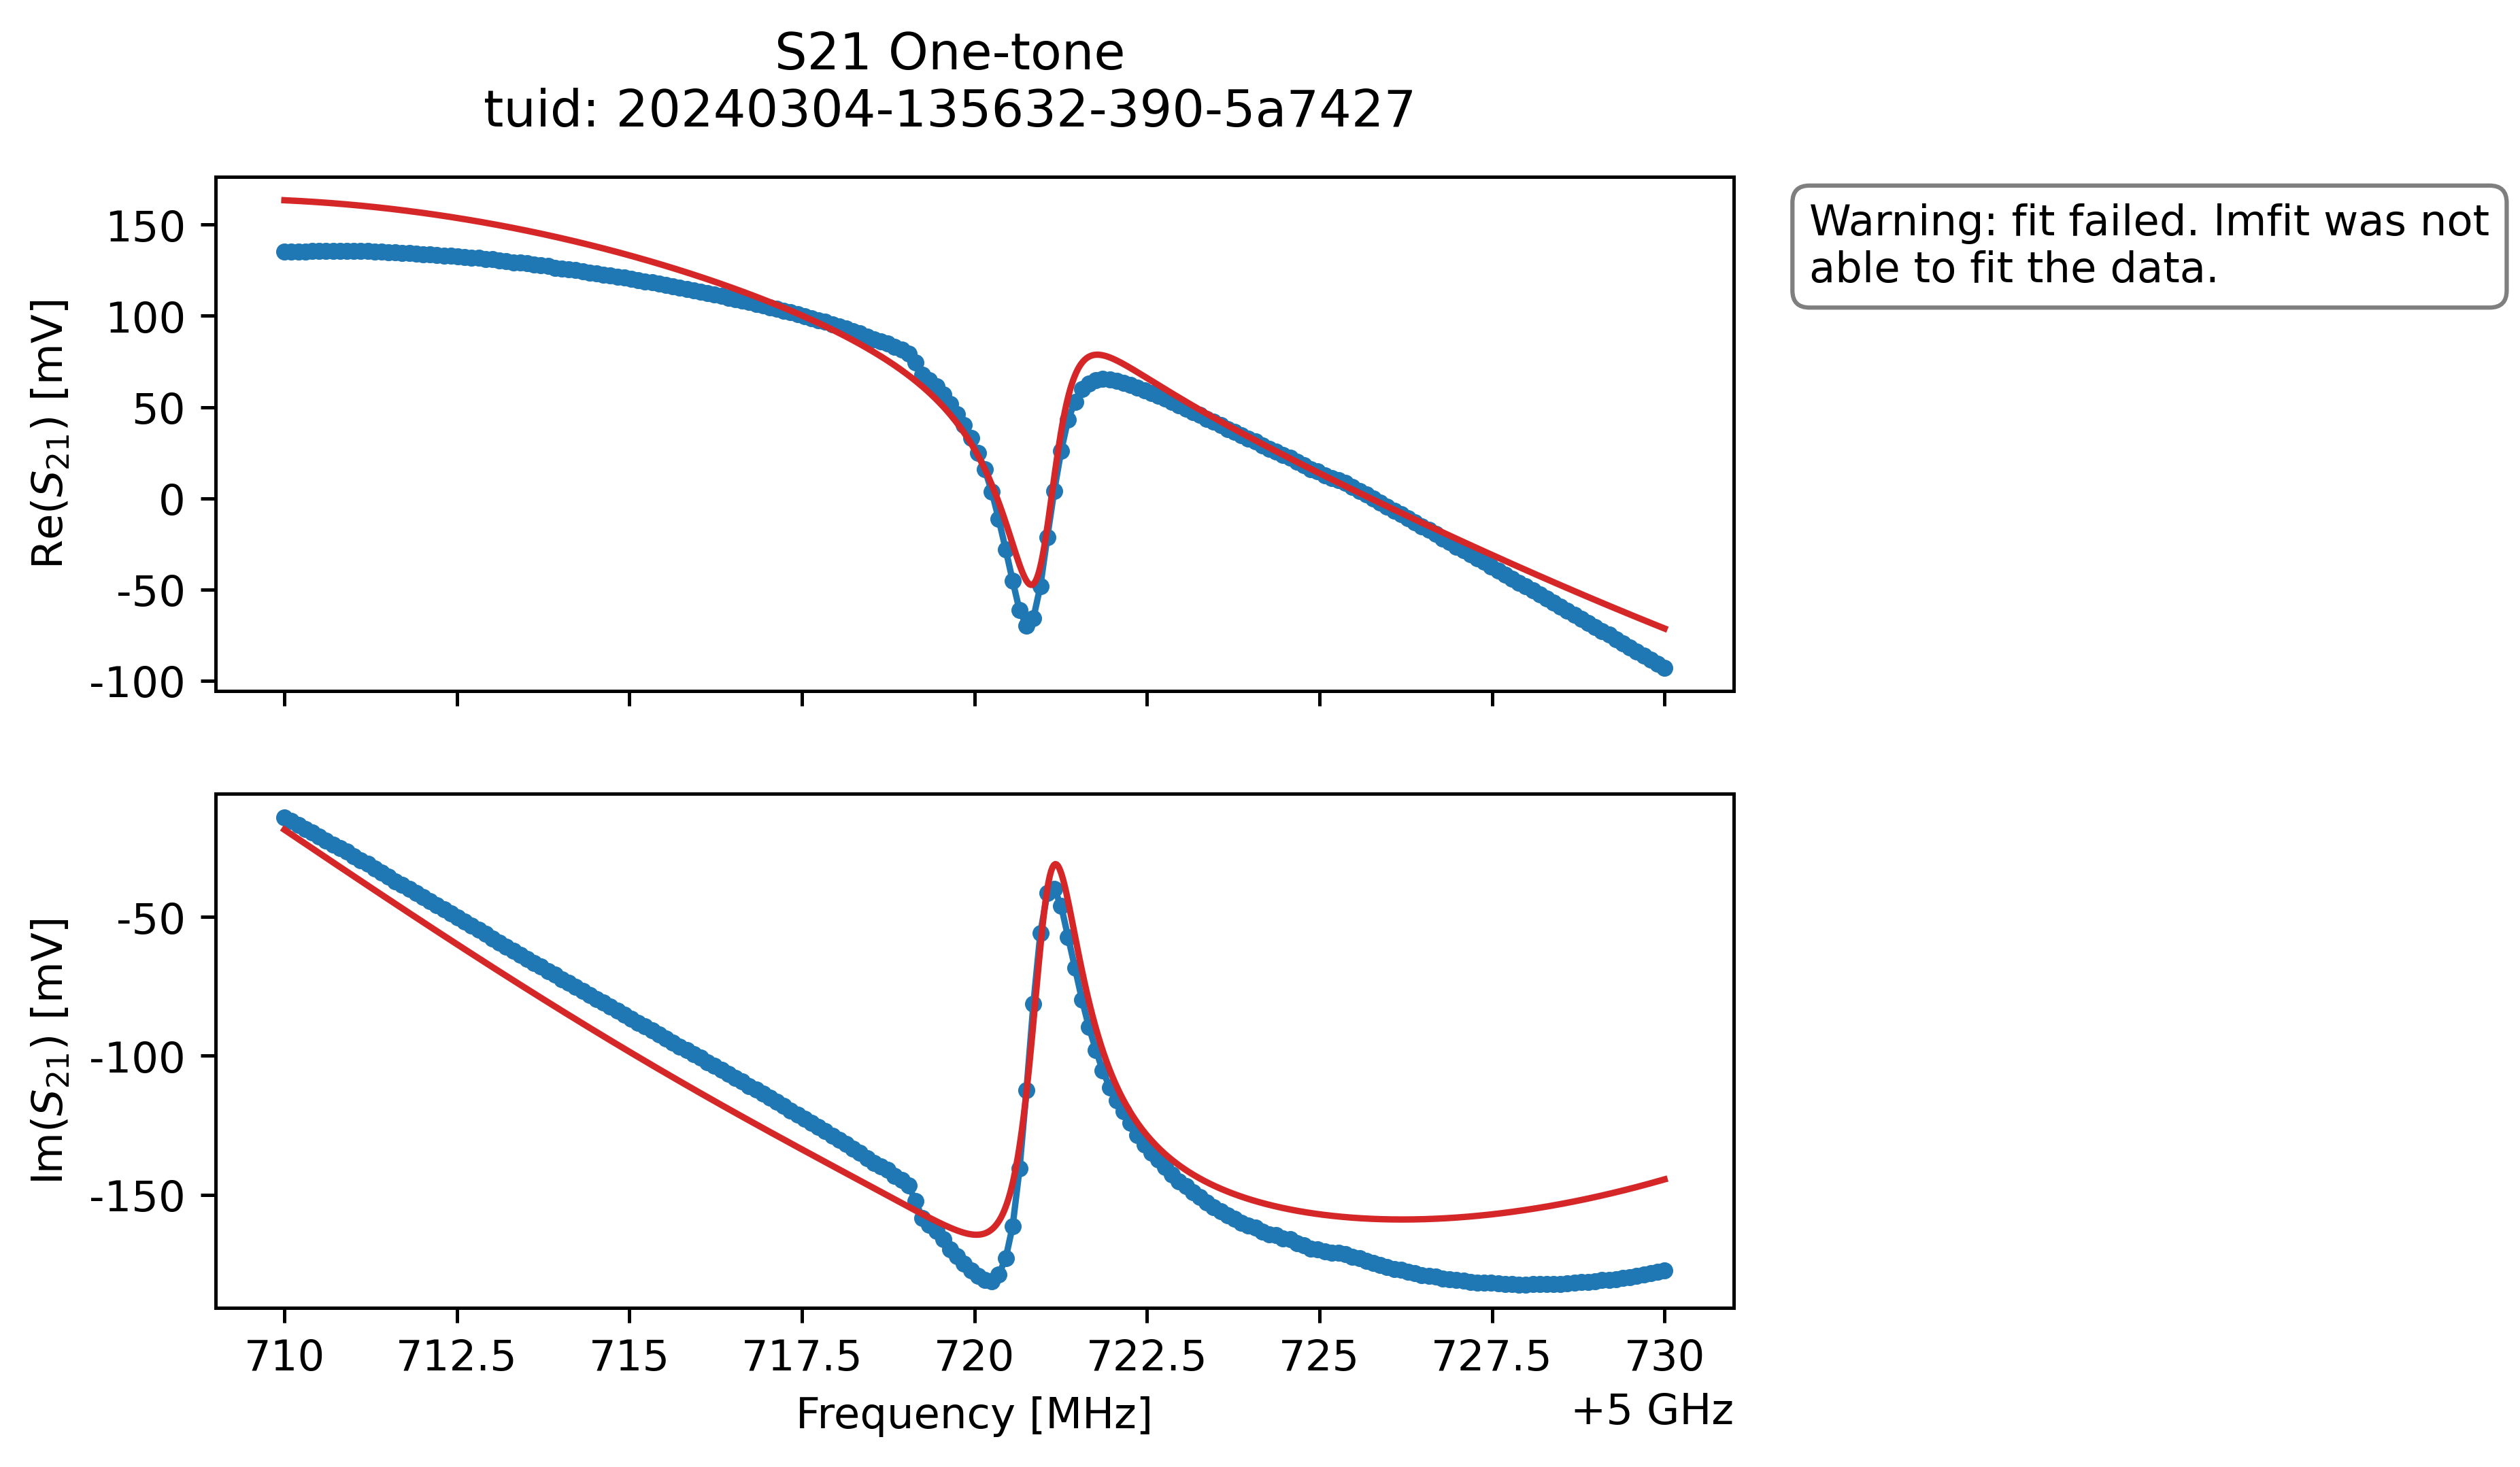 S21 One-tone
tuid: 20240304-135632-390-5a7427
Warning: fit failed. lmfit was not
able to fit the data.
Re(S₂₁) [mV]
150
100
50
0
-50
-100
Im(S₂₁) [mV]
-50
-100
-150
710 712.5 715 717.5 720 722.5 725 727.5 730
Frequency [MHz]
+5 GHz